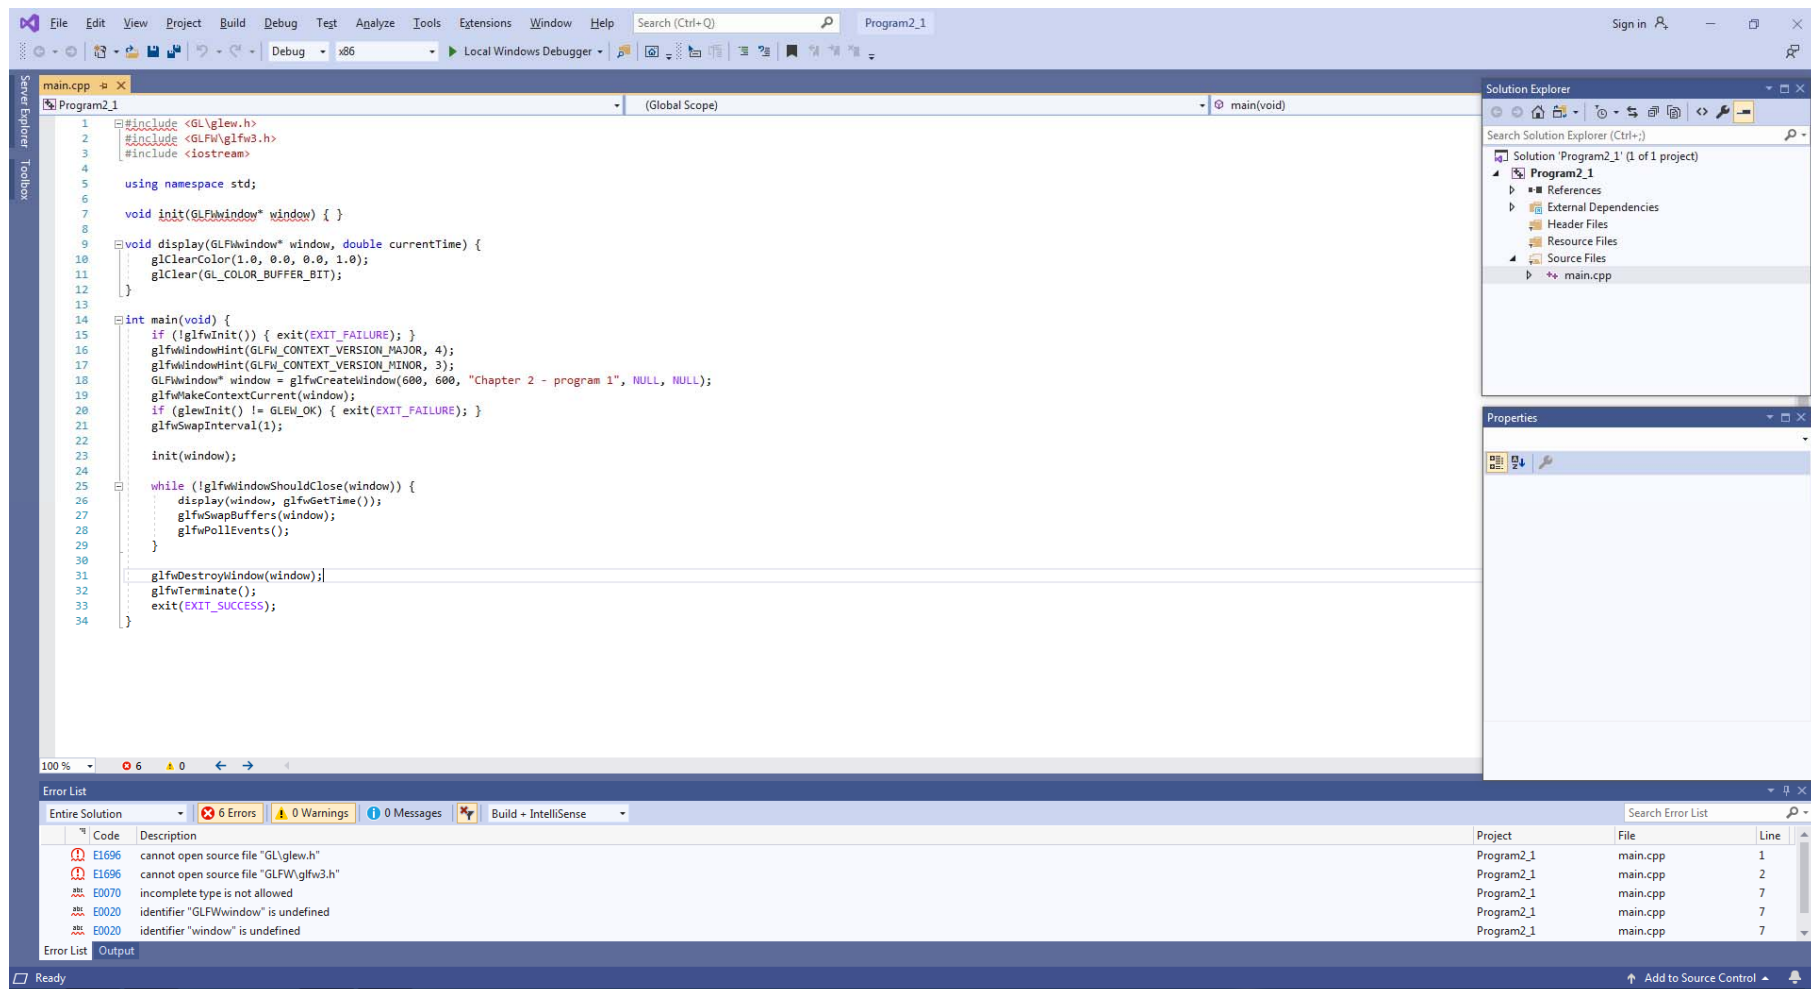 File Edit View Project Build Debug Test Analyze Tools Extensions Window Help Search (Ctrl+Q) Program2_1 Sign in
Debug x86 Local Windows Debugger
Server Explorer
Toolbox
main.cpp
Program2_1 (Global Scope) main(void)
1 #include <GL\glew.h>
2 #include <GLFW\glfw3.h>
3 #include <iostream>
4
5 using namespace std;
6
7 void init(GLFWwindow* window) { }
8
9 void display(GLFWwindow* window, double currentTime) {
10 glClearColor(1.0, 0.0, 0.0, 1.0);
11 glClear(GL_COLOR_BUFFER_BIT);
12 }
13
14 int main(void) {
15 if (!glfwInit()) { exit(EXIT_FAILURE); }
16 glfwWindowHint(GLFW_CONTEXT_VERSION_MAJOR, 4);
17 glfwWindowHint(GLFW_CONTEXT_VERSION_MINOR, 3);
18 GLFWwindow* window = glfwCreateWindow(600, 600, "Chapter 2 - program 1", NULL, NULL);
19 glfwMakeContextCurrent(window);
20 if (glewInit() != GLEW_OK) { exit(EXIT_FAILURE); }
21 glfwSwapInterval(1);
22
23 init(window);
24
25 while (!glfwWindowShouldClose(window)) {
26 display(window, glfwGetTime());
27 glfwSwapBuffers(window);
28 glfwPollEvents();
29 }
30
31 glfwDestroyWindow(window);
32 glfwTerminate();
33 exit(EXIT_SUCCESS);
34 }
100 % 6 0
Solution Explorer
Search Solution Explorer (Ctrl+;)
Solution 'Program2_1' (1 of 1 project)
Program2_1
References
External Dependencies
Header Files
Resource Files
Source Files
main.cpp
Properties
Error List
Entire Solution 6 Errors 0 Warnings 0 Messages Build + IntelliSense Search Error List
Code Description Project File Line
E1696 cannot open source file "GL\glew.h" Program2_1 main.cpp 1
E1696 cannot open source file "GLFW\glfw3.h" Program2_1 main.cpp 2
E0070 incomplete type is not allowed Program2_1 main.cpp 7
E0020 identifier "GLFWwindow" is undefined Program2_1 main.cpp 7
E0020 identifier "window" is undefined Program2_1 main.cpp 7
Error List Output
Ready Add to Source Control